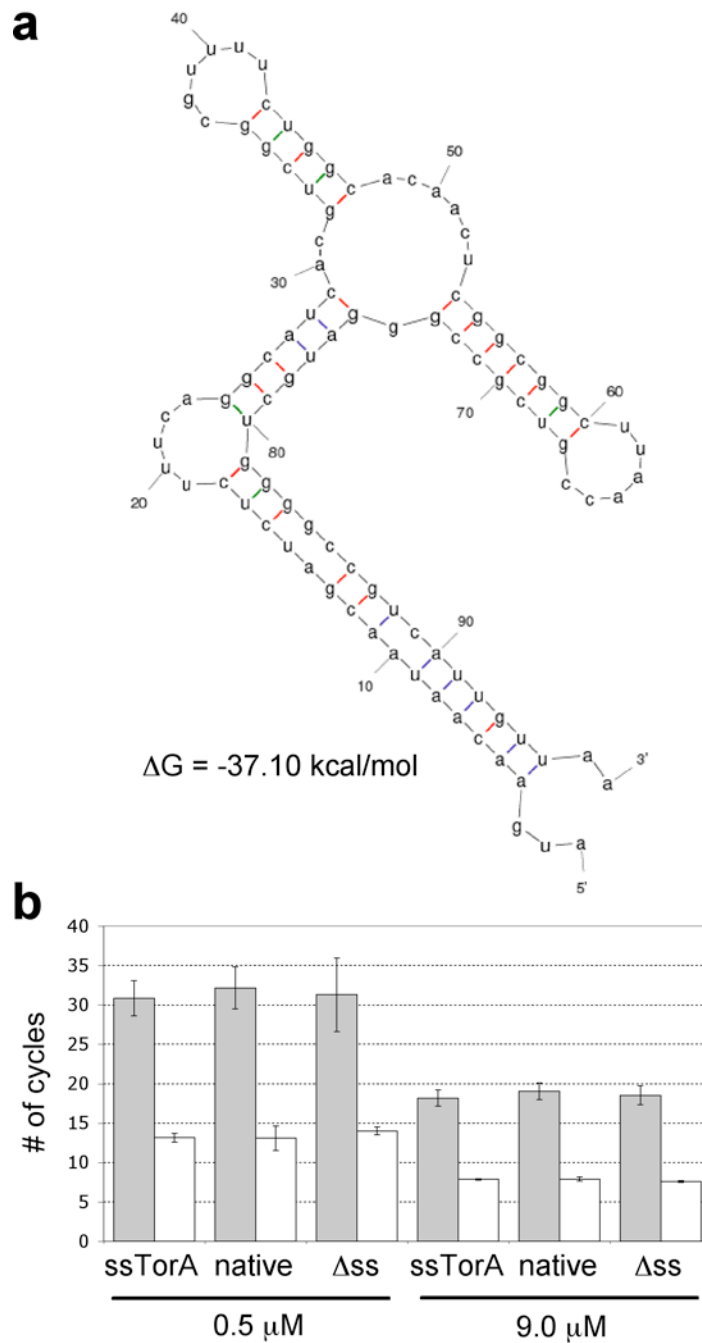 a
5'
augaacaauaacgaucucuuucaggcaucacgucggcguuuucuggcacaacucggcggcuuaaccgucgccgggaugcuggggccgucauuguuaa
3'
10
20
30
40
50
60
70
80
90
ΔG = -37.10 kcal/mol
b
# of cycles
40
35
30
25
20
15
10
5
0
ssTorA native Δss ssTorA native Δss
0.5 μM 9.0 μM